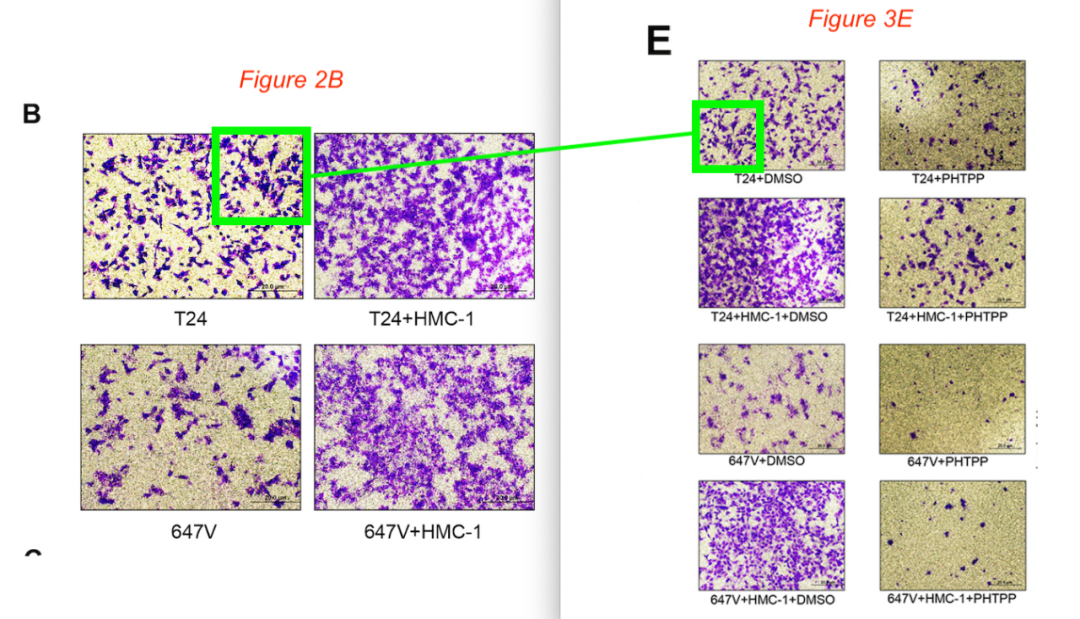 Figure 2B
B
T24
T24+HMC-1
647V
647V+HMC-1
Figure 3E
E
T24+DMSO
T24+PHTPP
T24+HMC-1+DMSO
T24+HMC-1+PHTPP
647V+DMSO
647V+PHTPP
647V+HMC-1+DMSO
647V+HMC-1+PHTPP